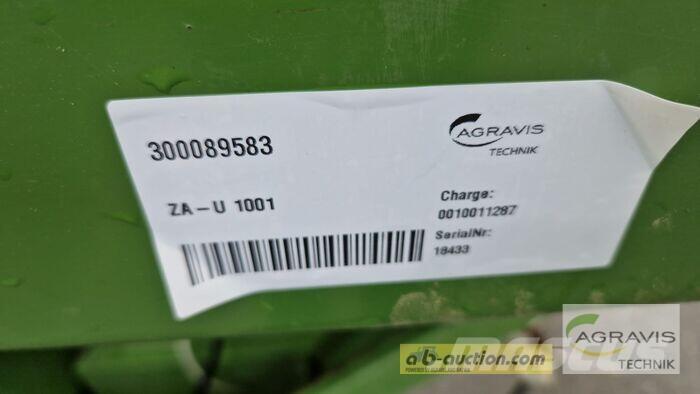 300089583
AGRAVIS
TECHNIK
ZA-U 1001
Charge:
0010011287
SerialNr:
18433
ab-auction.com
AGRAVIS
TECHNIK